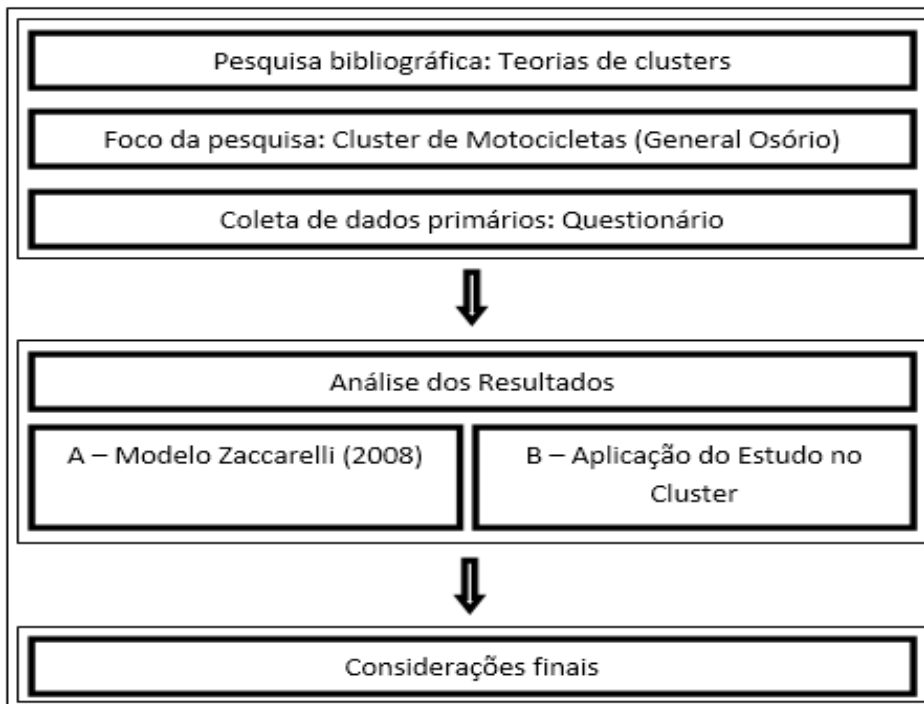 Pesquisa bibliográfica: Teorias de clusters
Foco da pesquisa: Cluster de Motocicletas (General Osório)
Coleta de dados primários: Questionário
Análise dos Resultados
A – Modelo Zaccarelli (2008)
B – Aplicação do Estudo no
Cluster
Considerações finais